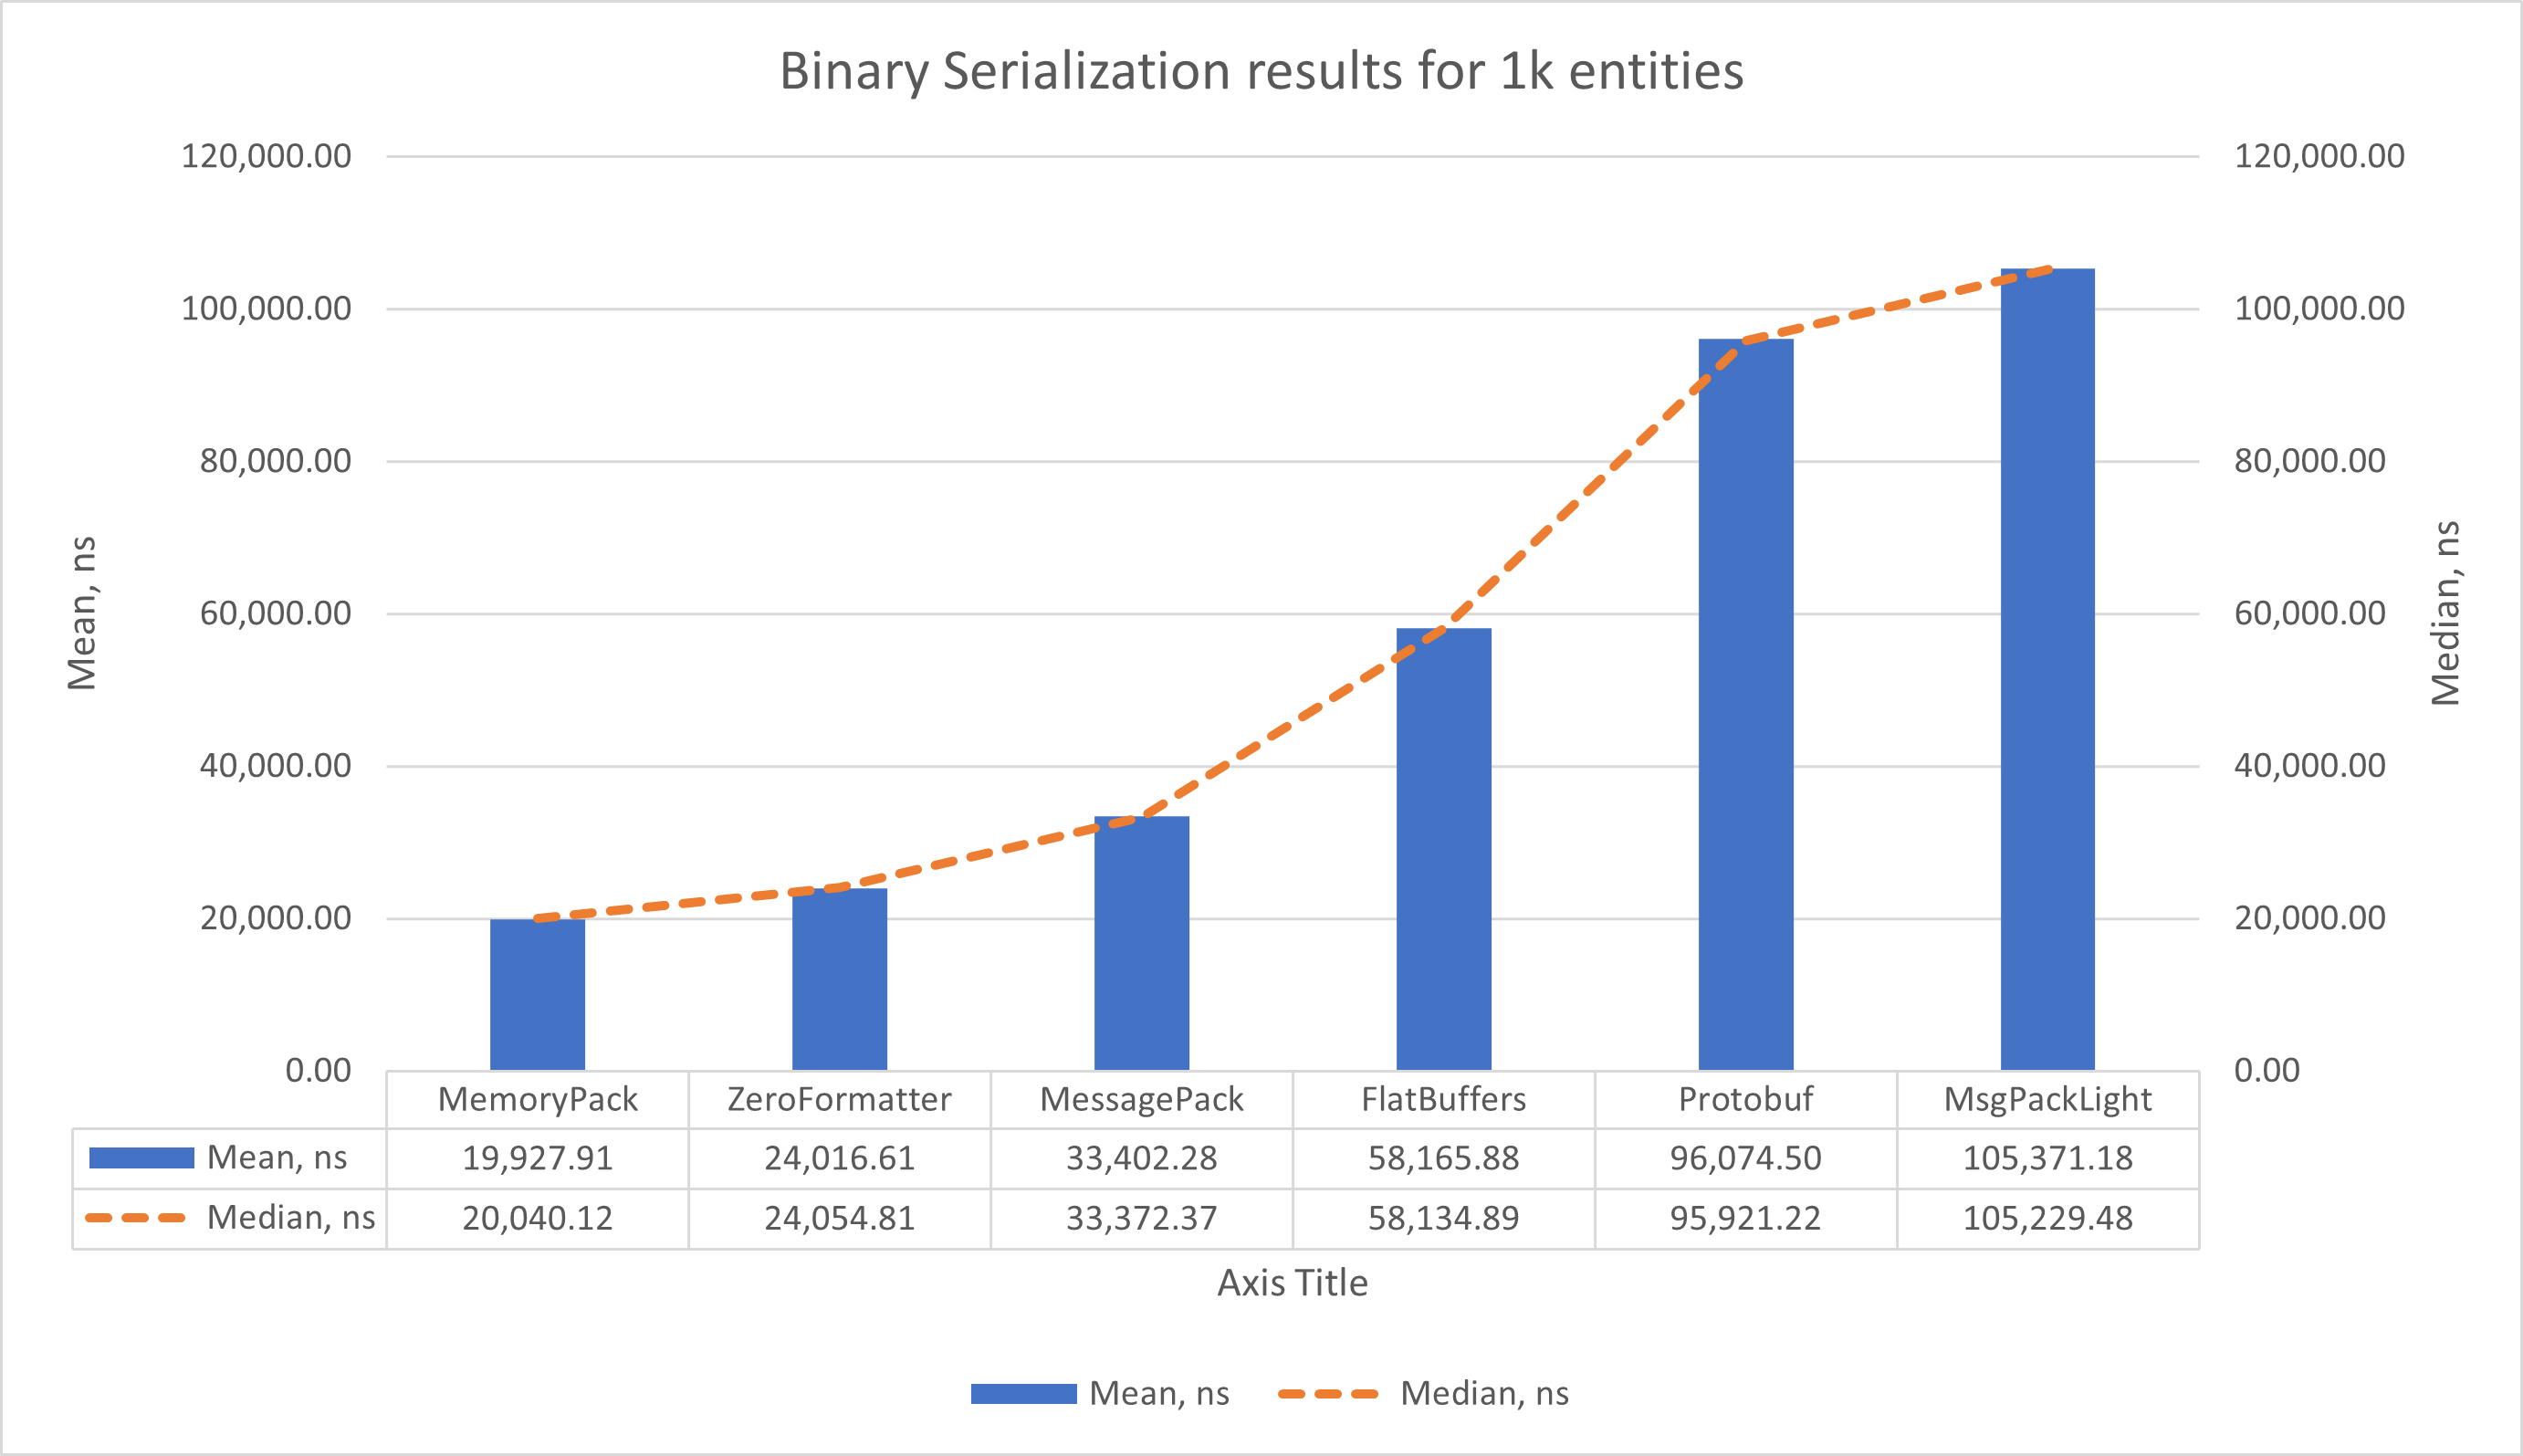 Binary Serialization results for 1k entities
120,000.00 120,000.00
100,000.00 100,000.00
80,000.00 80,000.00
60,000.00 60,000.00
40,000.00 40,000.00
20,000.00 20,000.00
0.00 0.00
Mean, ns
Median, ns
MemoryPack ZeroFormatter MessagePack FlatBuffers Protobuf MsgPackLight
Mean, ns 19,927.91 24,016.61 33,402.28 58,165.88 96,074.50 105,371.18
Median, ns 20,040.12 24,054.81 33,372.37 58,134.89 95,921.22 105,229.48
Axis Title
Mean, ns Median, ns